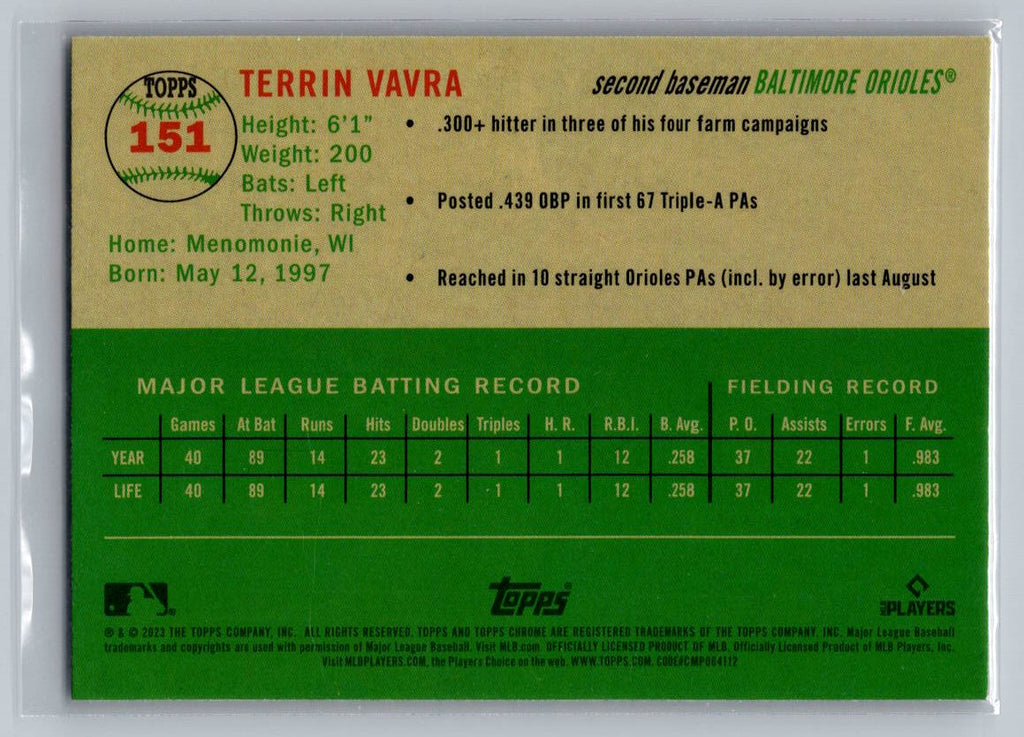 TOPPS
151
TERRIN VAVRA
second baseman BALTIMORE ORIOLES®
Height: 6'1"
Weight: 200
Bats: Left
Throws: Right
Home: Menomonie, WI
Born: May 12, 1997
• .300+ hitter in three of his four farm campaigns
• Posted .439 OBP in first 67 Triple-A PAs
• Reached in 10 straight Orioles PAs (incl. by error) last August
MAJOR LEAGUE BATTING RECORD FIELDING RECORD
Games At Bat Runs Hits Doubles Triples H. R. R.B.I. B. Avg. P. O. Assists Errors F. Avg.
YEAR 40 89 14 23 2 1 1 12 .258 37 22 1 .983
LIFE 40 89 14 23 2 1 1 12 .258 37 22 1 .983
Topps®
PLAYERS
® & © 2023 THE TOPPS COMPANY, INC. ALL RIGHTS RESERVED. TOPPS AND TOPPS CHROME ARE REGISTERED TRADEMARKS OF THE TOPPS COMPANY, INC. Major League Baseball
trademarks and copyrights are used with permission of Major League Baseball. Visit MLB.com. OFFICIALLY LICENSED PRODUCT OF MLB. Officially Licensed Product of MLB Players, Inc.
Visit MLBPLAYERS.COM, the Players Choice on the web. WWW.TOPPS.COM. CODE#CMP064112